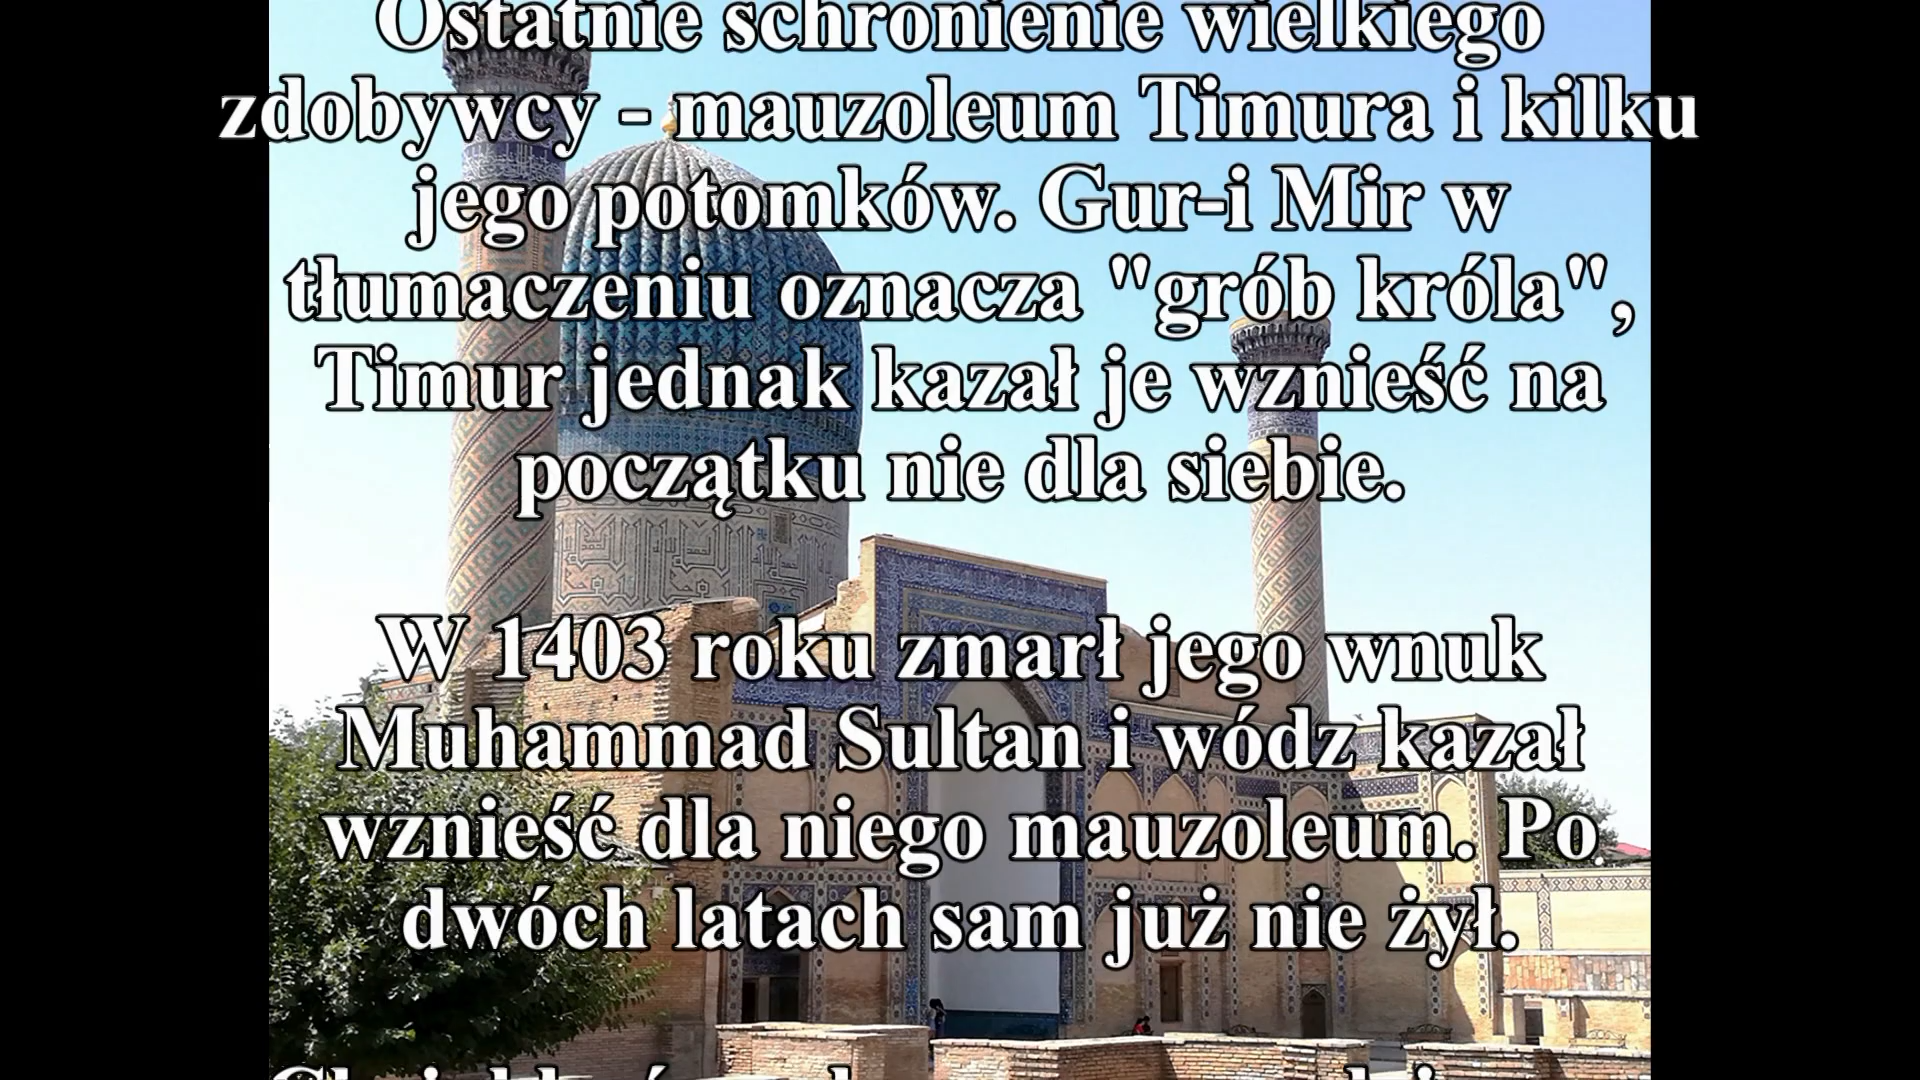 Ostatnie schronienie wielkiego
zdobywcy - mauzoleum Timura i kilku
jego potomków. Gur-i Mir w
tłumaczeniu oznacza "grób króla",
Timur jednak kazał je wznieść na
początku nie dla siebie.
W 1403 roku zmarł jego wnuk
Muhammad Sultan i wódz kazał
wznieść dla niego mauzoleum. Po
dwóch latach sam już nie żył.